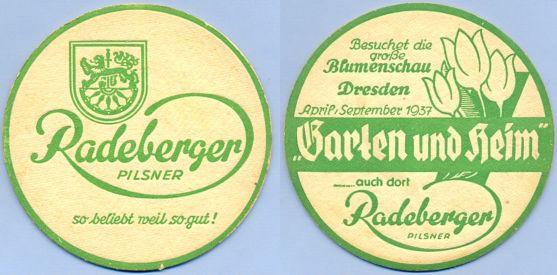 Radeberger
PILSNER
so beliebt weil so gut!
Besuchet die
große
Blumenschau
Dresden
April, September 1937
„Garten und Heim“
........ auch dort
Radeberger
PILSNER